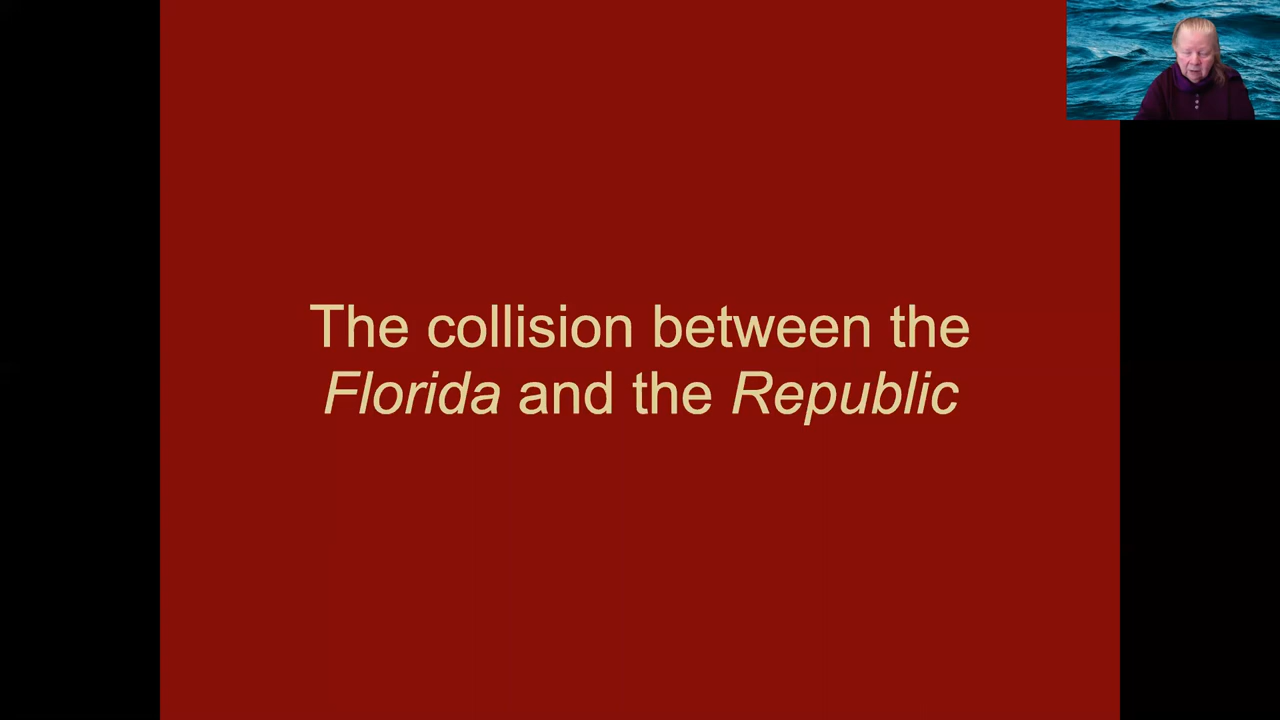 The collision between the
Florida and the Republic